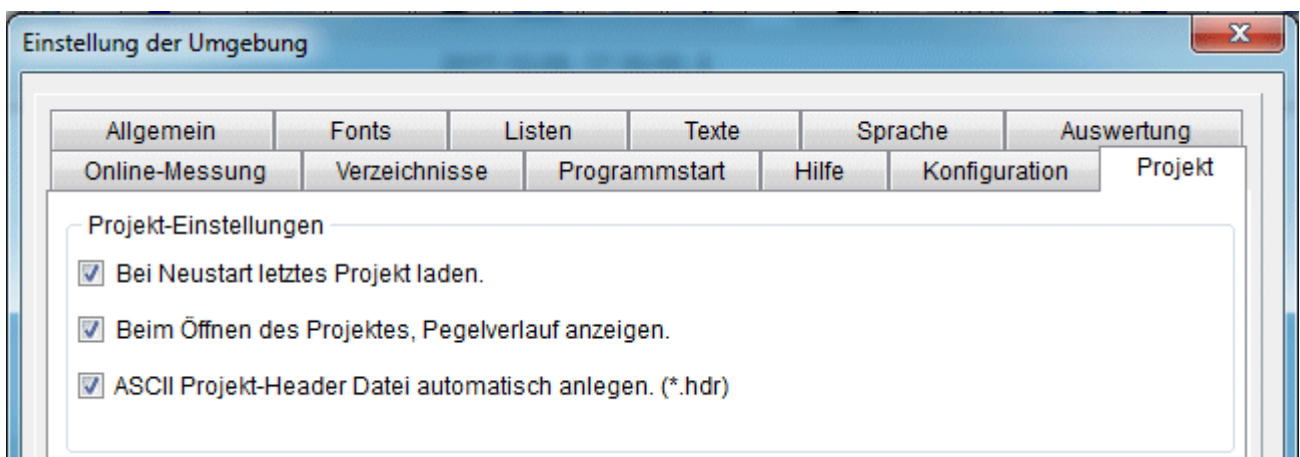 Einstellung der Umgebung
Allgemein Fonts Listen Texte Sprache Auswertung
Online-Messung Verzeichnisse Programmstart Hilfe Konfiguration Projekt
Projekt-Einstellungen
Bei Neustart letztes Projekt laden.
Beim Öffnen des Projektes, Pegelverlauf anzeigen.
ASCII Projekt-Header Datei automatisch anlegen. (*.hdr)